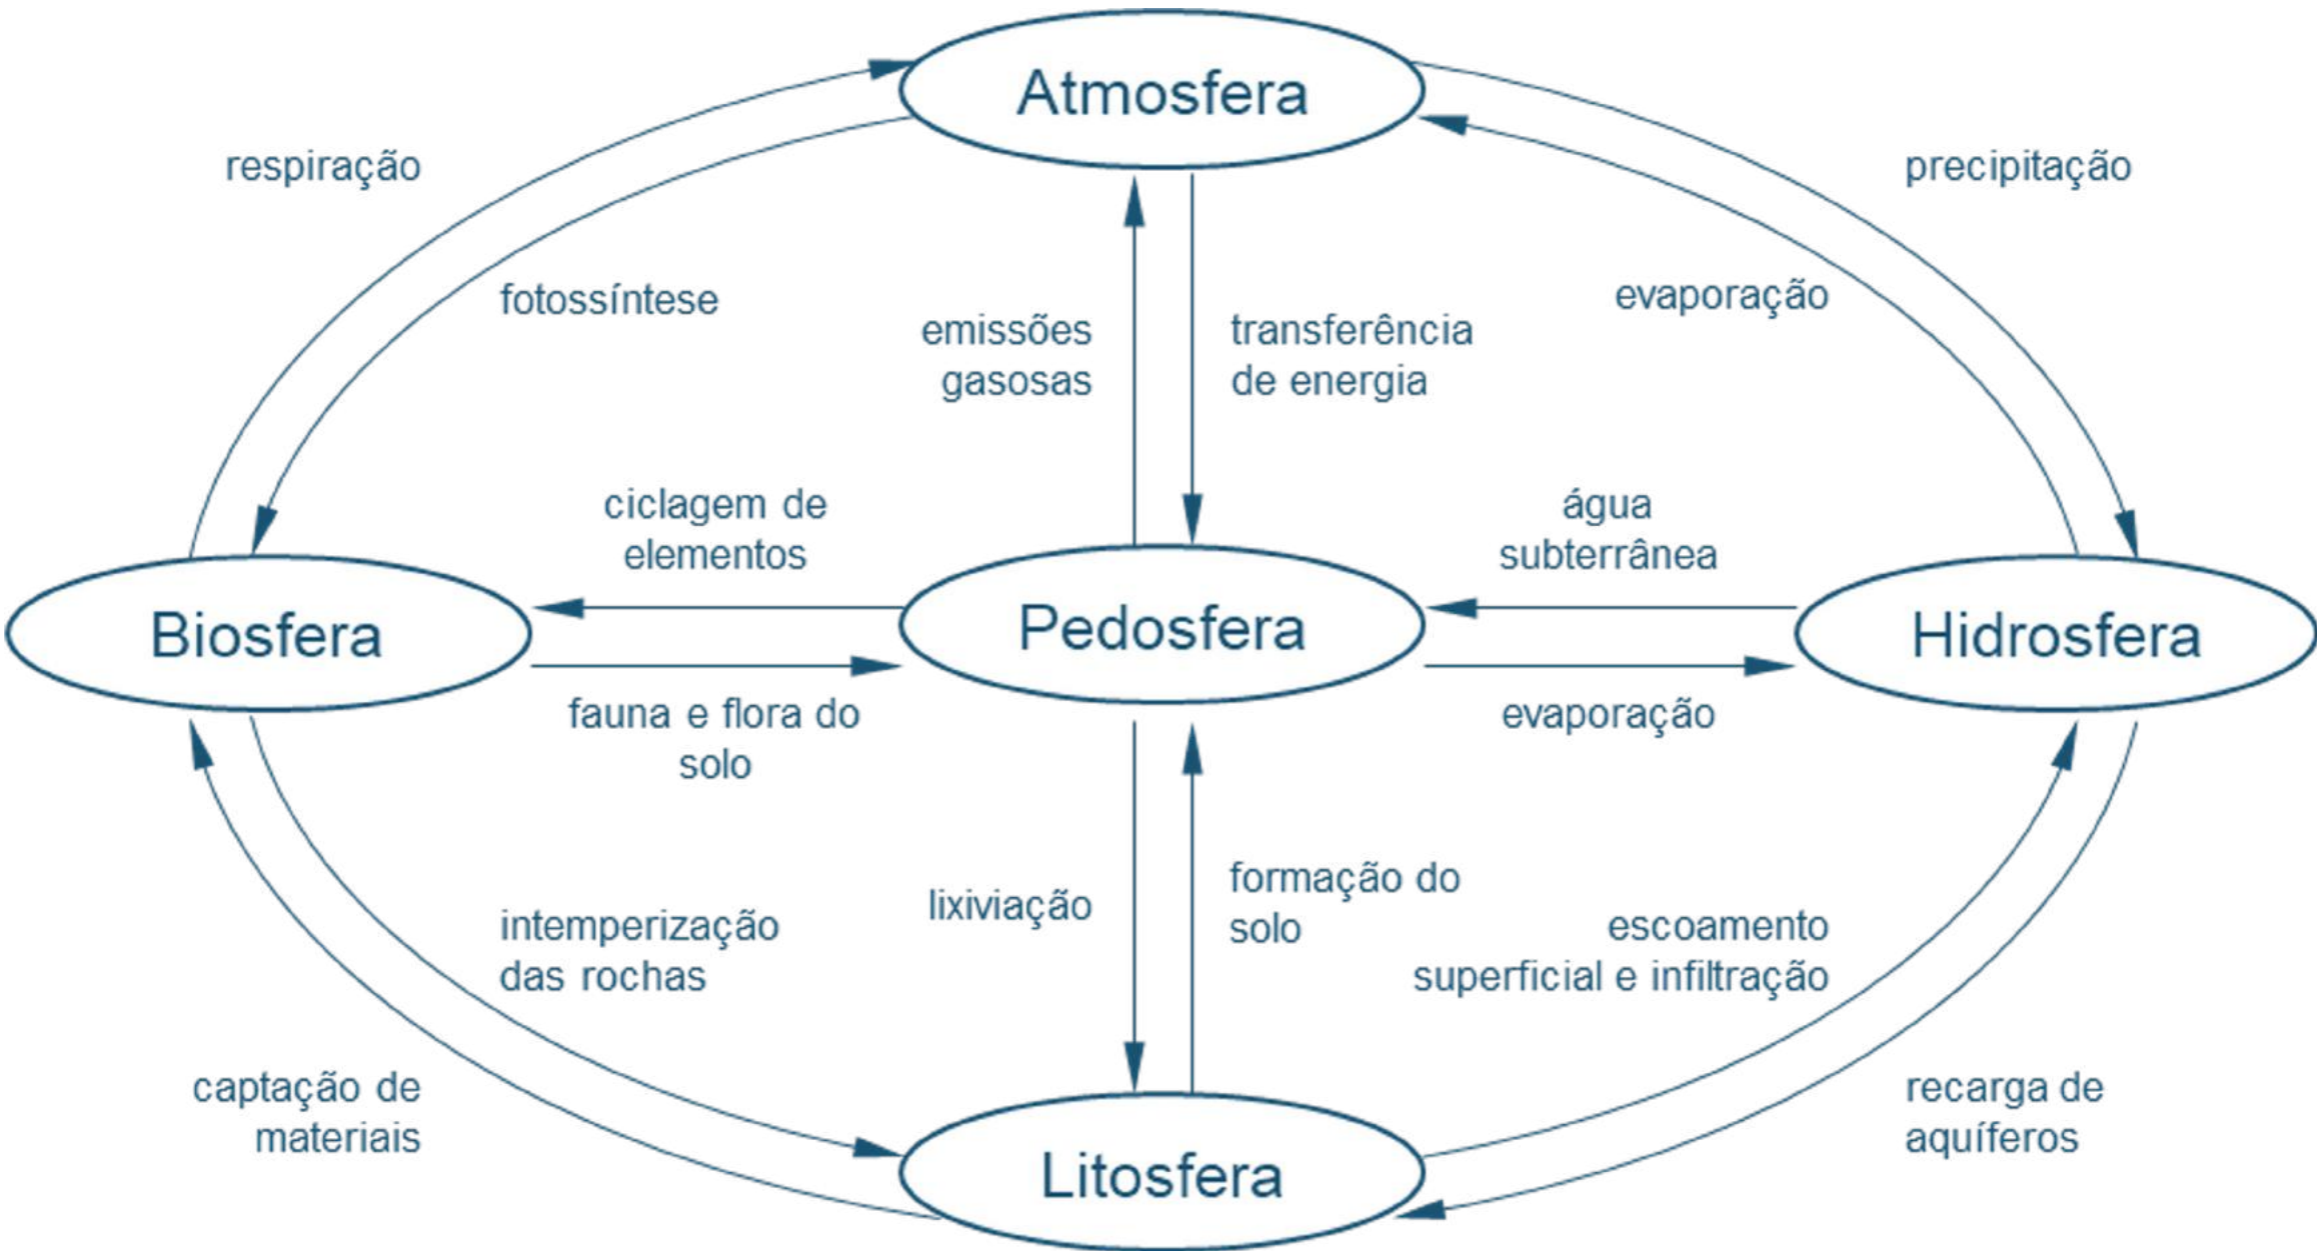 Atmosfera
respiração
precipitação
fotossíntese
evaporação
emissões
gasosas
transferência
de energia
ciclagem de
elementos
água
subterrânea
Biosfera
Pedosfera
Hidrosfera
fauna e flora do
solo
evaporação
lixiviação
formação do
solo
intemperização
das rochas
escoamento
superficial e infiltração
captação de
materiais
recarga de
aquíferos
Litosfera